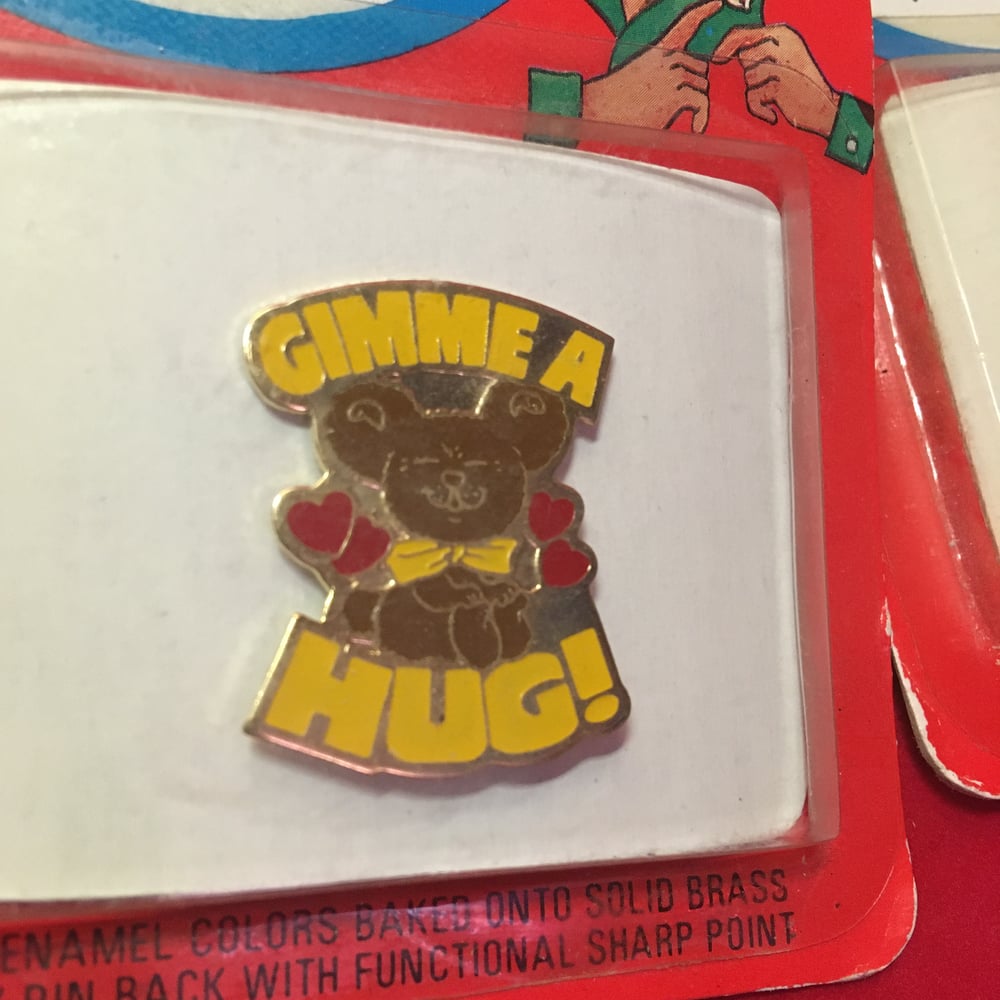 GIMME A
HUG!
ENAMEL COLORS BAKED ONTO SOLID BRASS
PIN BACK WITH FUNCTIONAL SHARP POINT